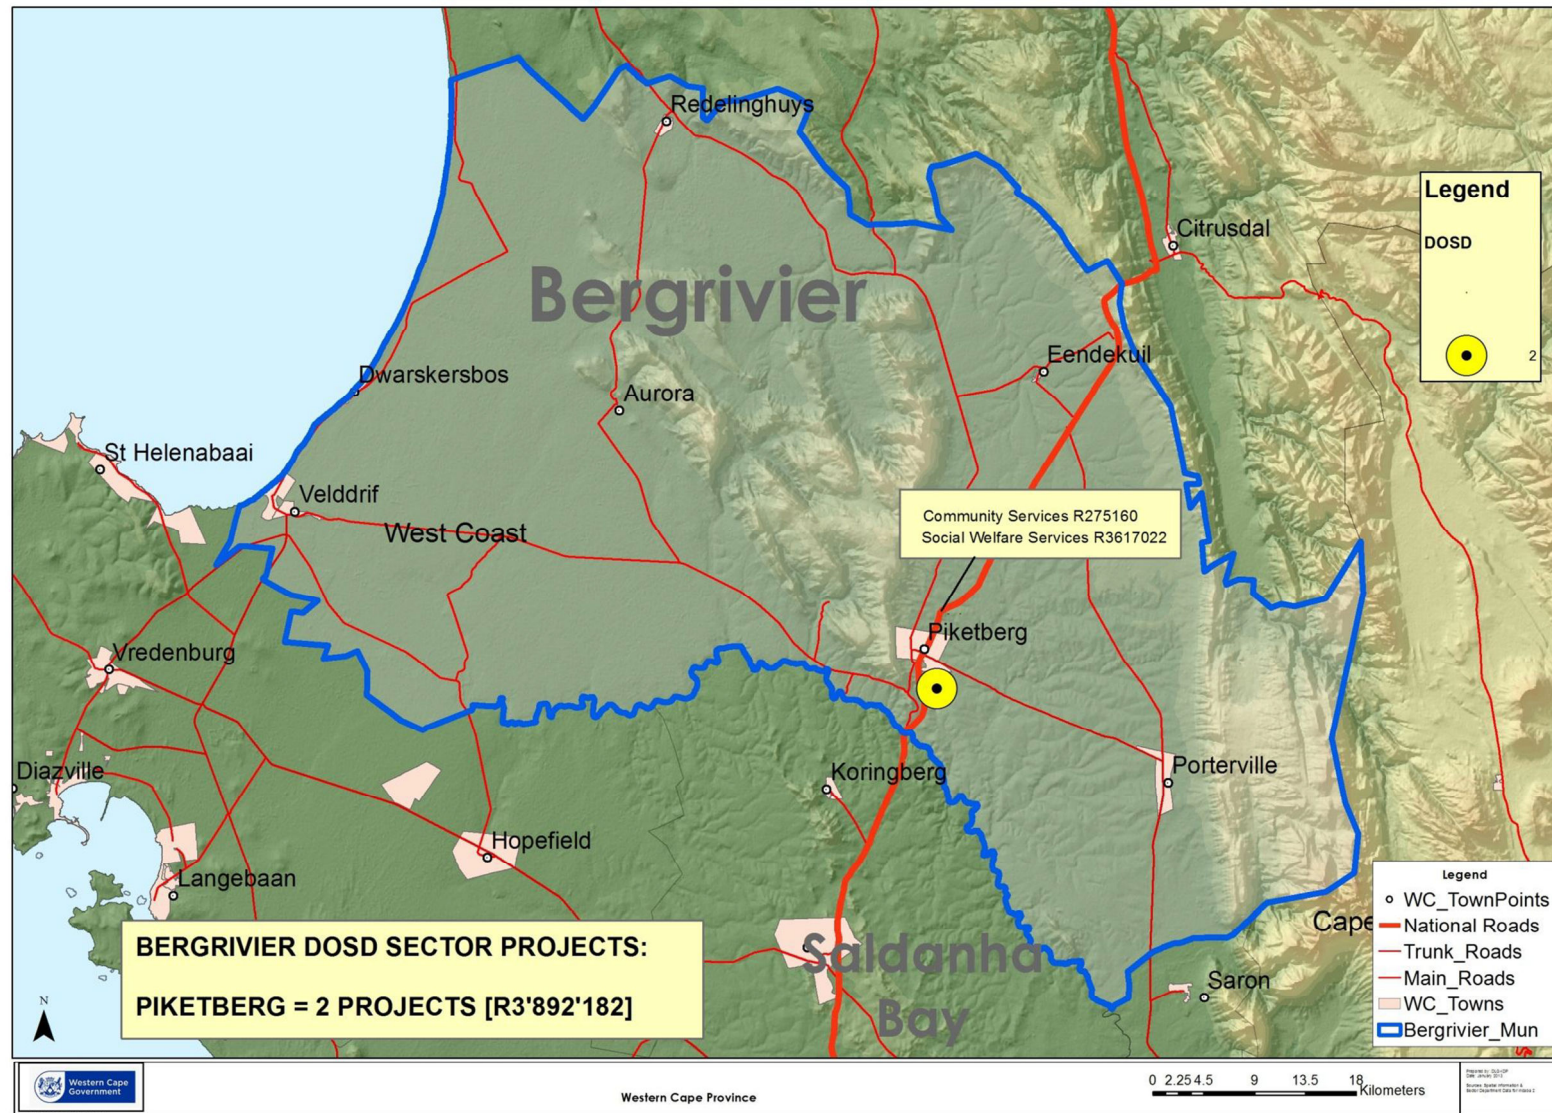 Redelinghuys
Legend
DOSD
2
Citrusdal
Bergrivier
Eendekuil
Dwarskersbos
Aurora
St Helenabaai
Velddrif
West Coast
Community Services R275160
Social Welfare Services R3617022
Piketberg
Vredenburg
Diazville
Koringberg
Porterville
Hopefield
Langebaan
Saldanha
Bay
Saron
Cape
BERGRIVIER DOSD SECTOR PROJECTS:
PIKETBERG = 2 PROJECTS [R3'892'182]
Legend
WC_TownPoints
National Roads
Trunk_Roads
Main_Roads
WC_Towns
Bergrivier_Mun
N
Western Cape
Government
Western Cape Province
0 2.25 4.5 9 13.5 18
Kilometers